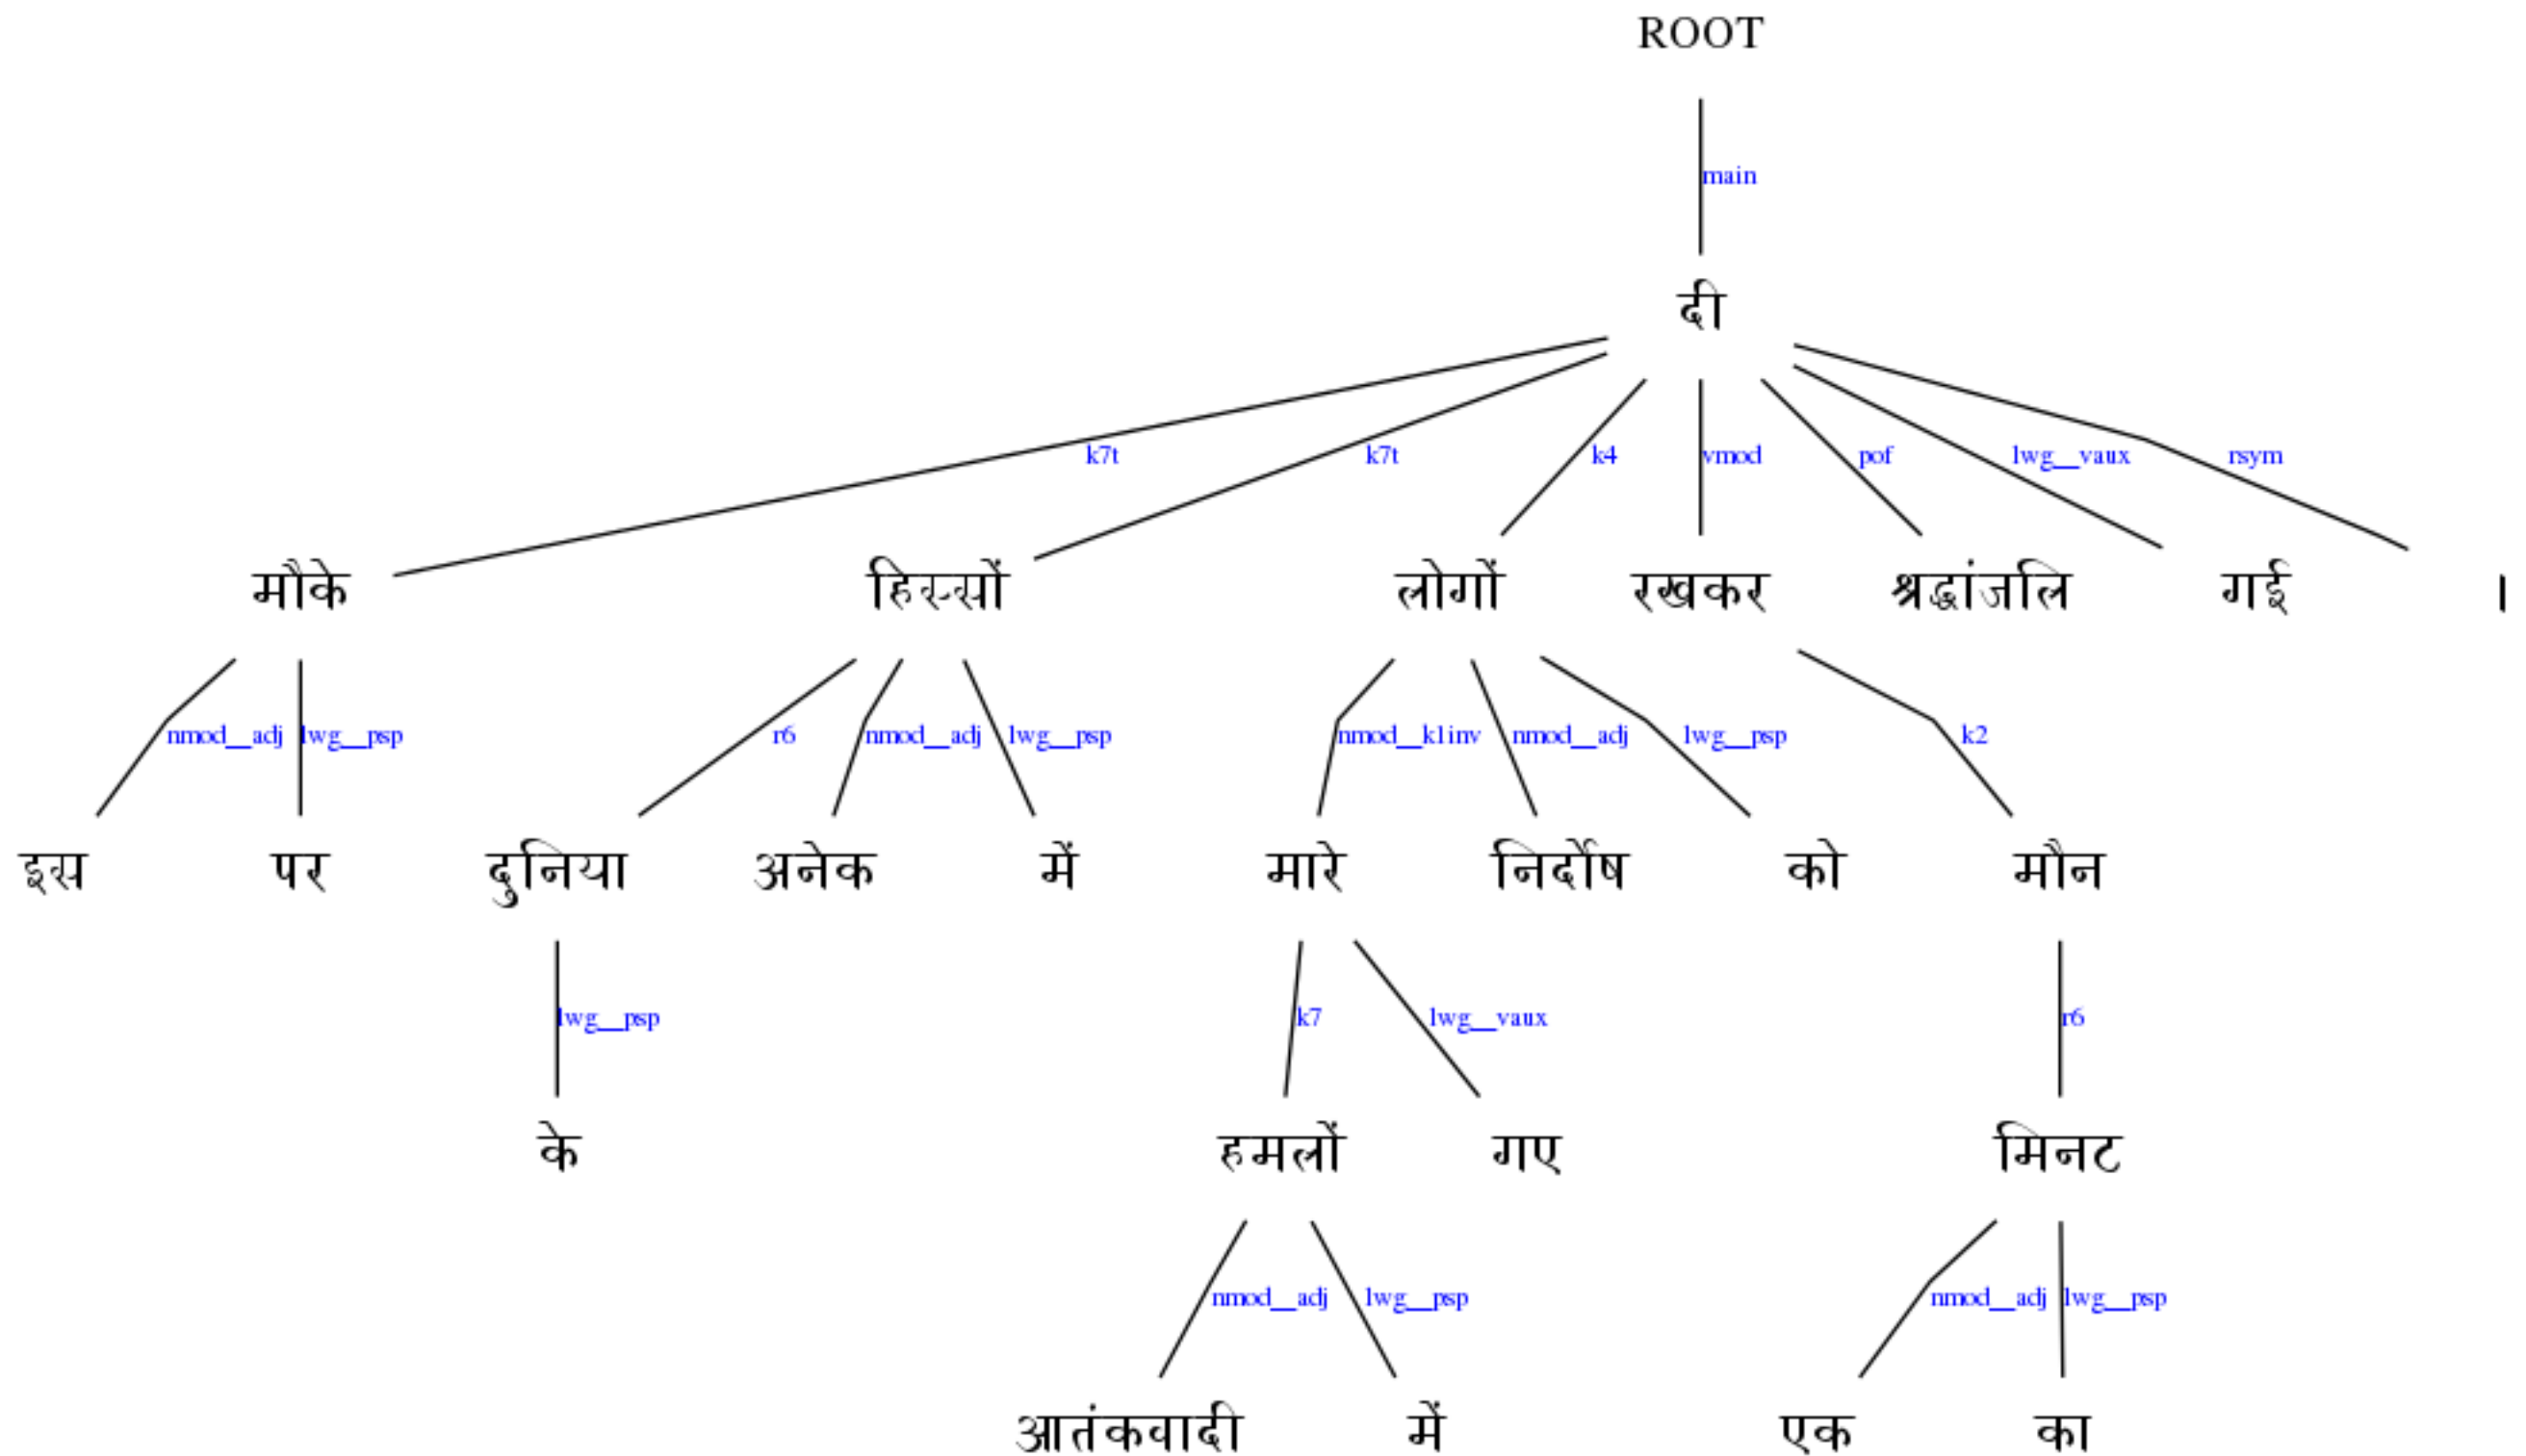 ROOT
main
दी
k7t k7t k4 vmod pof lwg__vaux rsym
मौके हिस्सों लोगों रखकर श्रद्धांजलि गई ।
nmod__adj lwg__psp r6 nmod__adj lwg__psp nmod__k1inv nmod__adj lwg__psp k2
इस पर दुनिया अनेक में मारे निर्दोष को मौन
lwg__psp k7 lwg__vaux r6
के हमलों गए मिनट
nmod__adj lwg__psp nmod__adj lwg__psp
आतंकवादी में एक का